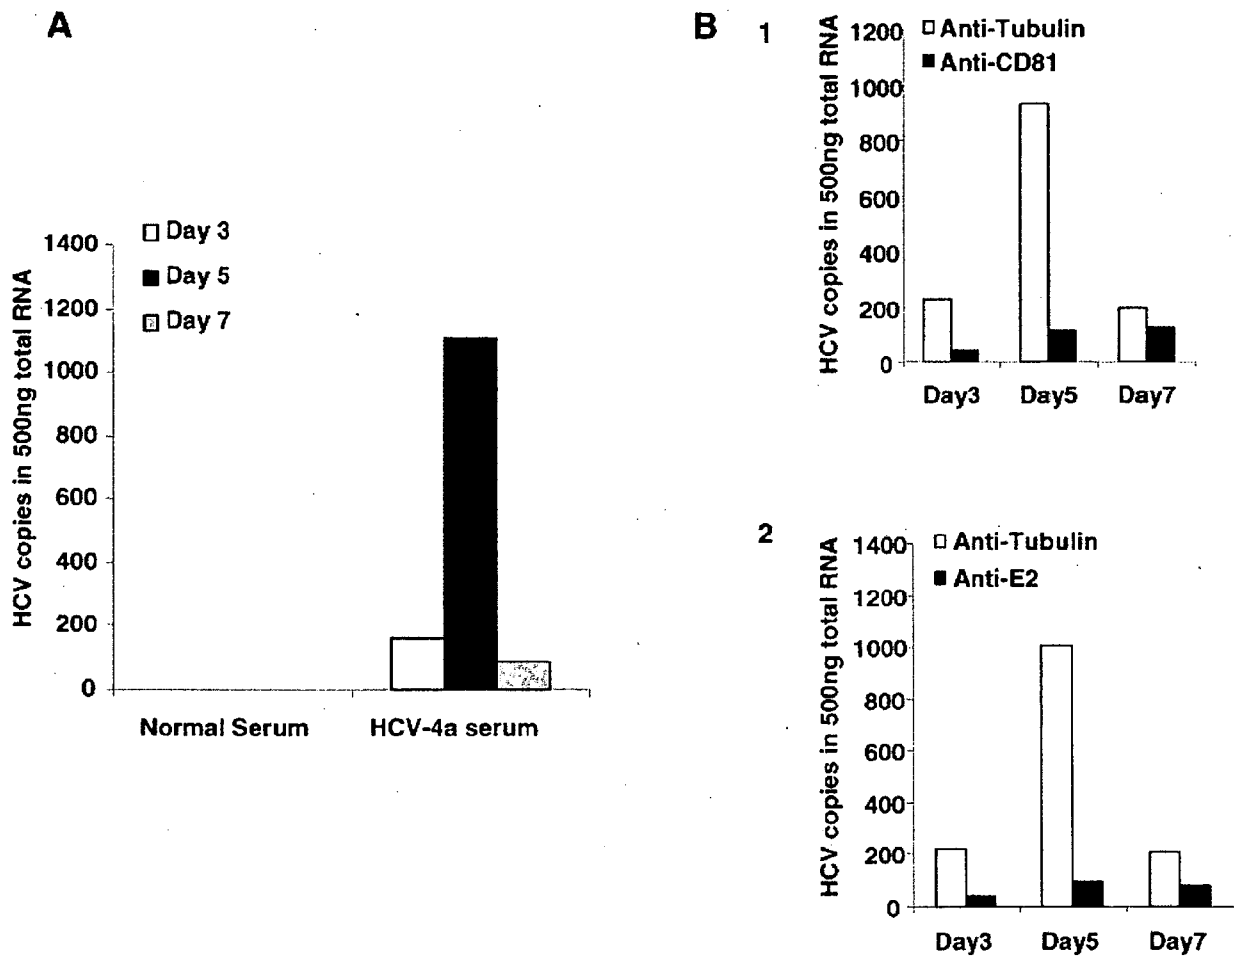 A
HCV copies in 500ng total RNA
Day 3
Day 5
Day 7
1400
1200
1000
800
600
400
200
0
Normal Serum
HCV-4a serum
B
1
HCV copies in 500ng total RNA
Anti-Tubulin
Anti-CD81
1200
1000
800
600
400
200
0
Day3
Day5
Day7
2
HCV copies in 500ng total RNA
Anti-Tubulin
Anti-E2
1400
1200
1000
800
600
400
200
0
Day3
Day5
Day7